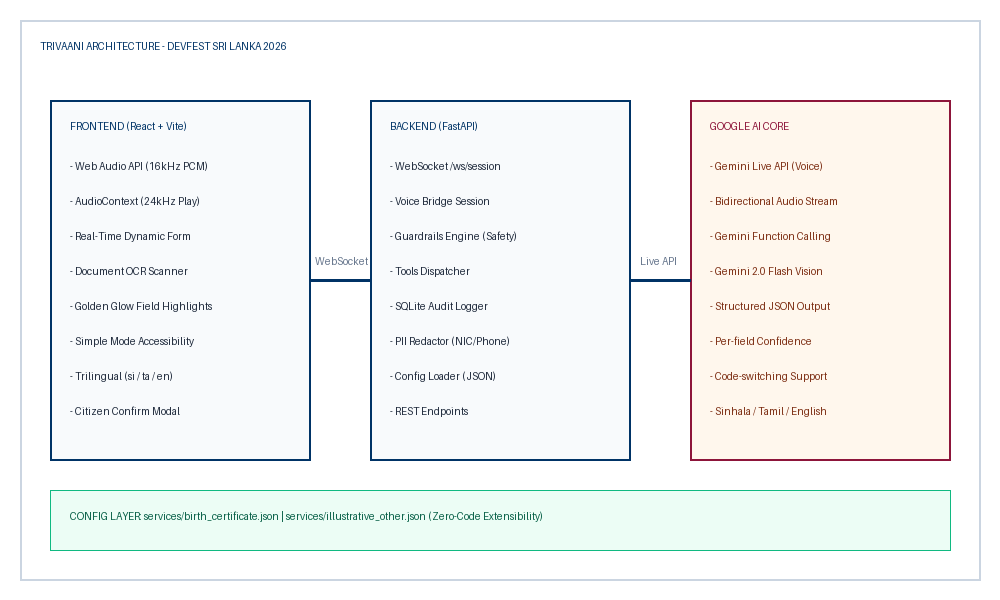 TRIVAANI ARCHITECTURE - DEVFEST SRI LANKA 2026
FRONTEND (React + Vite)
- Web Audio API (16kHz PCM)
- AudioContext (24kHz Play)
- Real-Time Dynamic Form
- Document OCR Scanner
- Golden Glow Field Highlights
- Simple Mode Accessibility
- Trilingual (si / ta / en)
- Citizen Confirm Modal
WebSocket
BACKEND (FastAPI)
- WebSocket /ws/session
- Voice Bridge Session
- Guardrails Engine (Safety)
- Tools Dispatcher
- SQLite Audit Logger
- PII Redactor (NIC/Phone)
- Config Loader (JSON)
- REST Endpoints
Live API
GOOGLE AI CORE
- Gemini Live API (Voice)
- Bidirectional Audio Stream
- Gemini Function Calling
- Gemini 2.0 Flash Vision
- Structured JSON Output
- Per-field Confidence
- Code-switching Support
- Sinhala / Tamil / English
CONFIG LAYER: services/birth_certificate.json | services/illustrative_other.json (Zero-Code Extensibility)